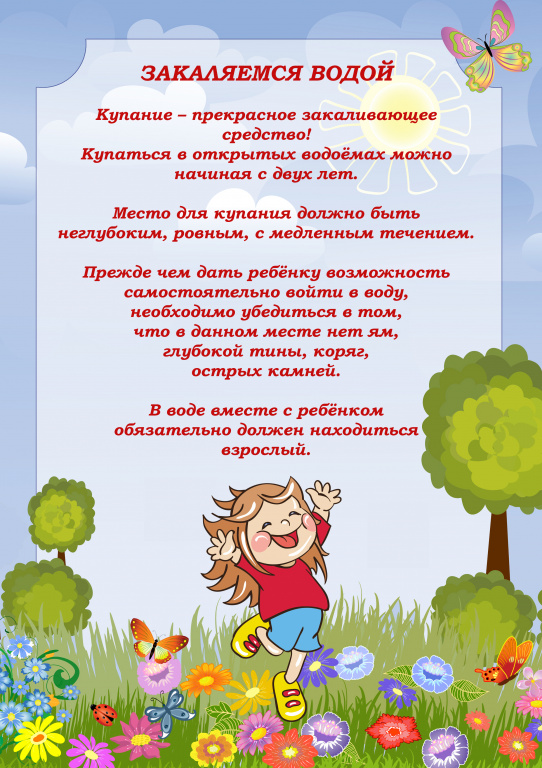 ЗАКАЛЯЕМСЯ ВОДОЙ
Купание – прекрасное закаливающее
средство!
Купаться в открытых водоёмах можно
начиная с двух лет.
Место для купания должно быть
неглубоким, ровным, с медленным течением.
Прежде чем дать ребёнку возможность
самостоятельно войти в воду,
необходимо убедиться в том,
что в данном месте нет ям,
глубокой тины, коряг,
острых камней.
В воде вместе с ребёнком
обязательно должен находиться
взрослый.